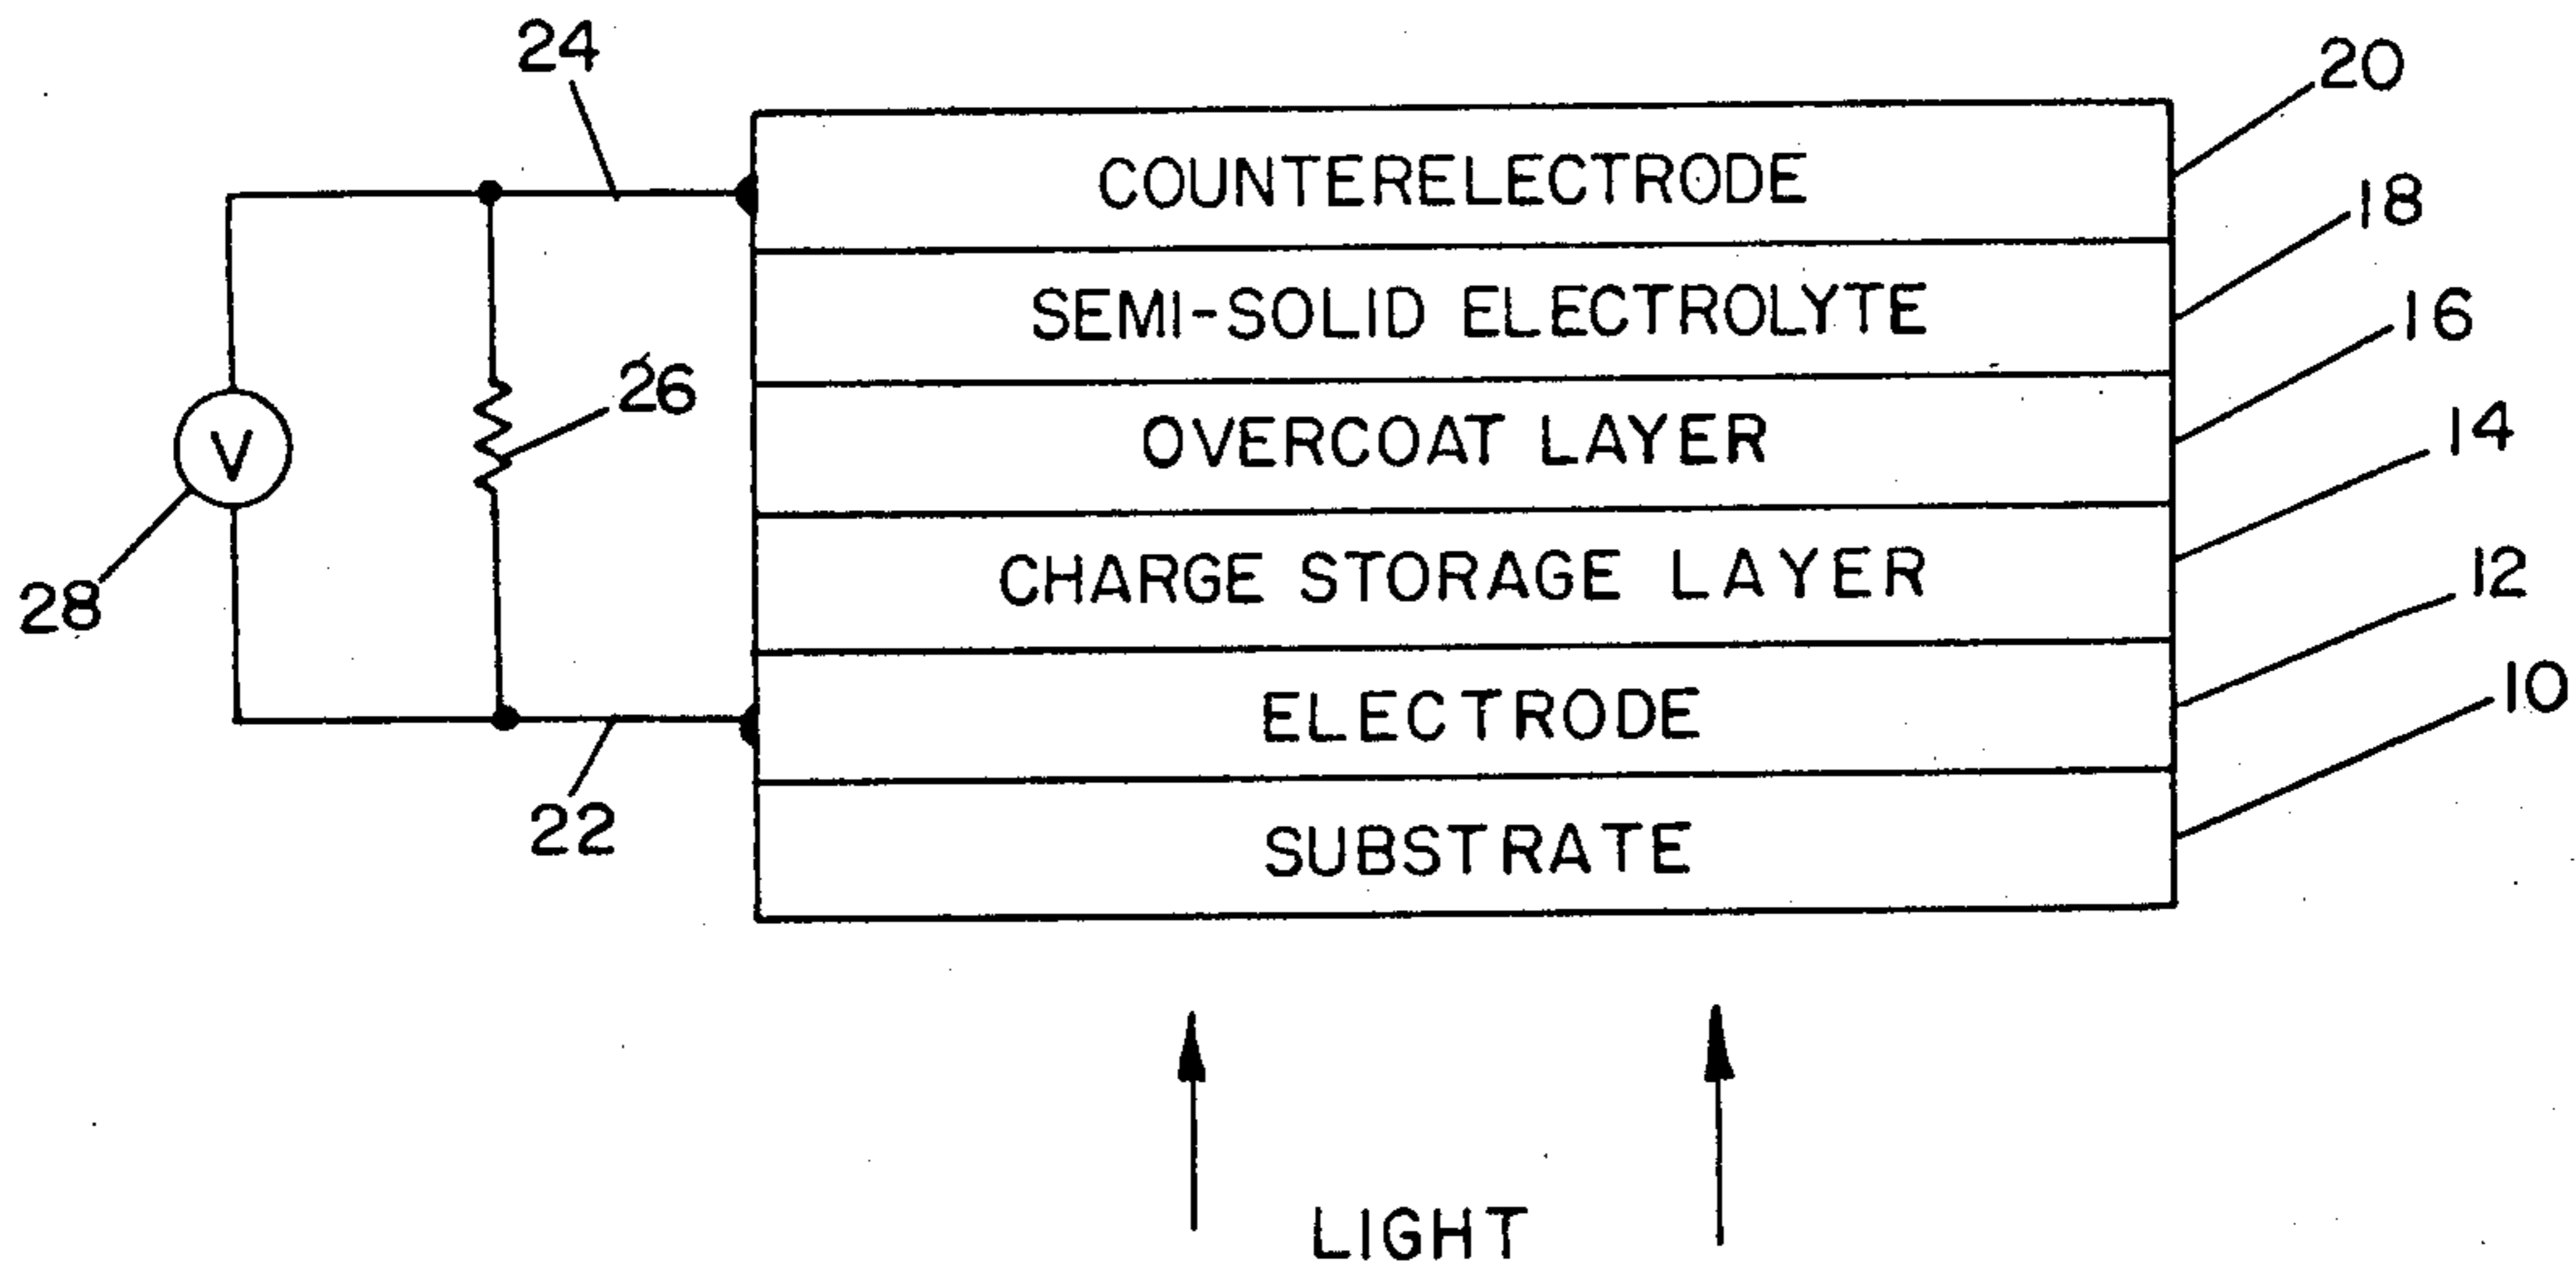 24
20
COUNTERELECTRODE
18
SEMI-SOLID ELECTROLYTE
16
26
OVERCOAT LAYER
14
V
CHARGE STORAGE LAYER
12
28
ELECTRODE
10
22
SUBSTRATE
LIGHT